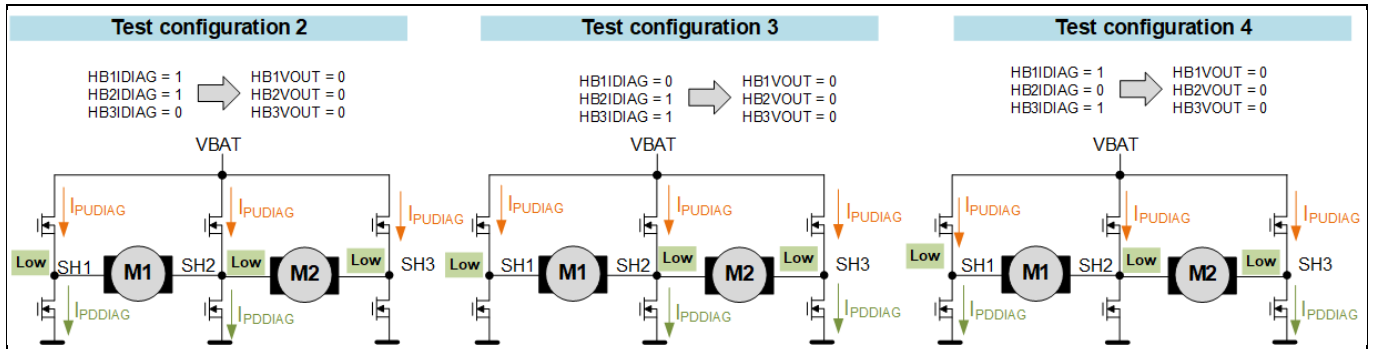 Test configuration 2
HB1IDIAG = 1
HB2IDIAG = 1
HB3IDIAG = 0
HB1VOUT = 0
HB2VOUT = 0
HB3VOUT = 0
VBAT
IPUDIAG
IPUDIAG
IPUDIAG
Low
SH1
M1
SH2
Low
M2
Low
SH3
IPDDIAG
IPDDIAG
Test configuration 3
HB1IDIAG = 0
HB2IDIAG = 1
HB3IDIAG = 1
HB1VOUT = 0
HB2VOUT = 0
HB3VOUT = 0
VBAT
IPUDIAG
IPUDIAG
IPUDIAG
Low
SH1
M1
SH2
Low
M2
Low
SH3
IPDDIAG
IPDDIAG
Test configuration 4
HB1IDIAG = 1
HB2IDIAG = 0
HB3IDIAG = 1
HB1VOUT = 0
HB2VOUT = 0
HB3VOUT = 0
VBAT
IPUDIAG
IPUDIAG
IPUDIAG
Low
SH1
M1
SH2
Low
M2
Low
SH3
IPDDIAG
IPDDIAG